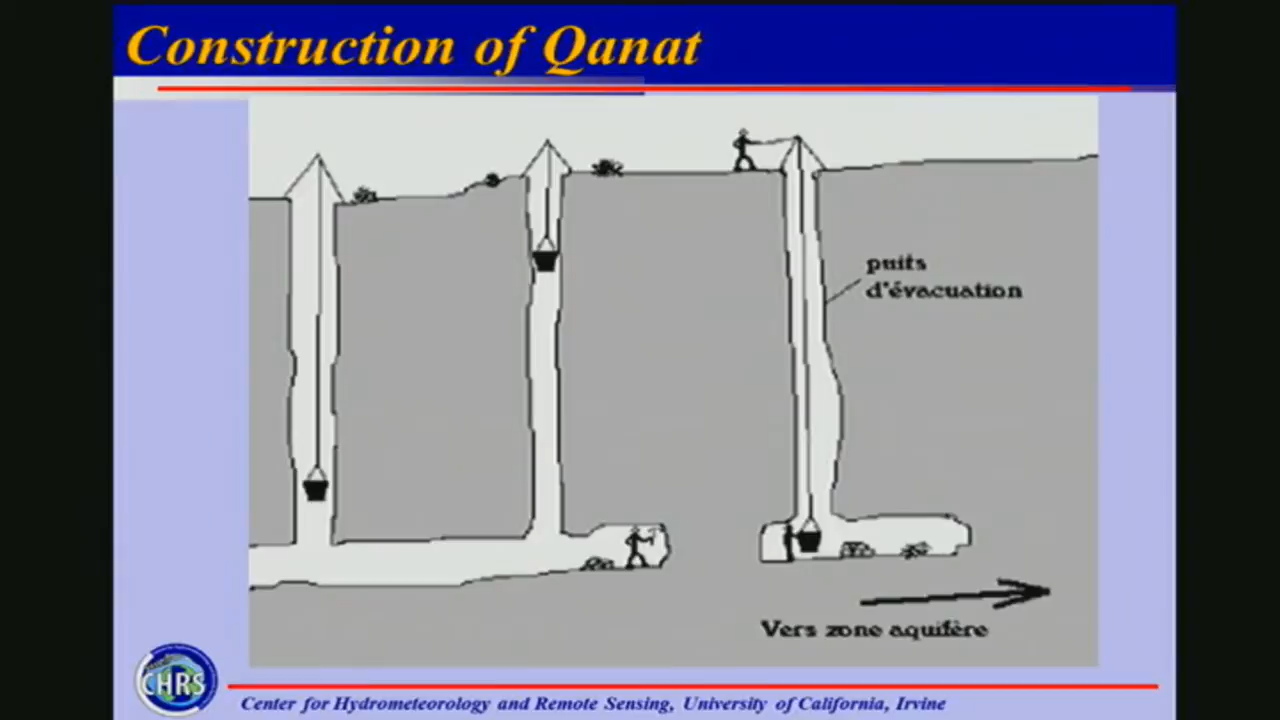 Construction of Qanat
puits
d'évacuation
Vers zone aquifère
CHRS
Center for Hydrometeorology and Remote Sensing, University of California, Irvine